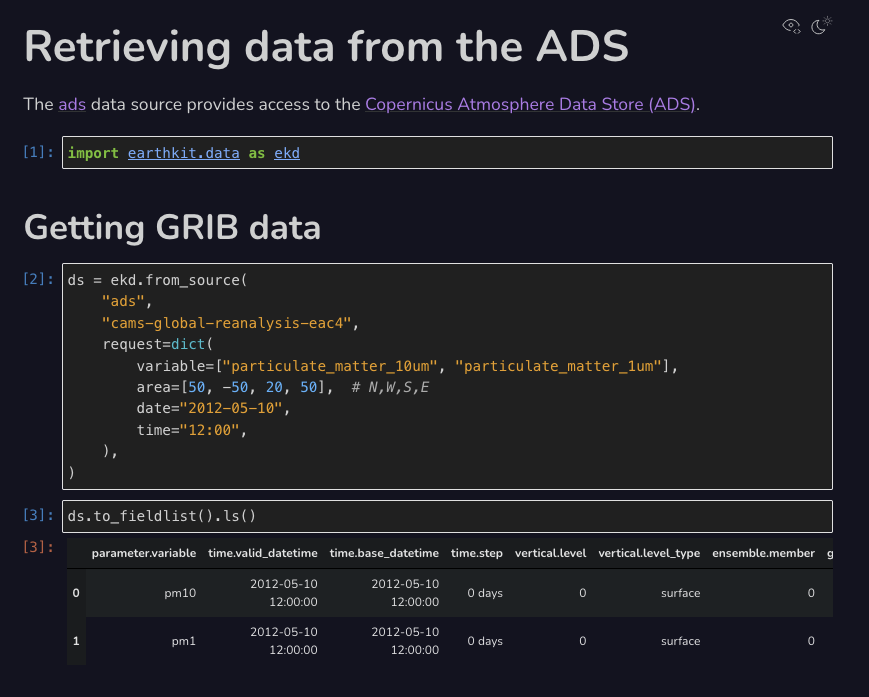 Retrieving data from the ADS
The ads data source provides access to the Copernicus Atmosphere Data Store (ADS).
[1]: import earthkit.data as ekd
Getting GRIB data
[2]: ds = ekd.from_source(
    "ads",
    "cams-global-reanalysis-eac4",
    request=dict(
        variable=["particulate_matter_10um", "particulate_matter_1um"],
        area=[50, -50, 20, 50],  # N,W,S,E
        date="2012-05-10",
        time="12:00",
    ),
)
[3]: ds.to_fieldlist().ls()
[3]: parameter.variable time.valid_datetime time.base_datetime time.step vertical.level vertical.level_type ensemble.member g
0 pm10 2012-05-10 12:00:00 2012-05-10 12:00:00 0 days 0 surface 0
1 pm1 2012-05-10 12:00:00 2012-05-10 12:00:00 0 days 0 surface 0